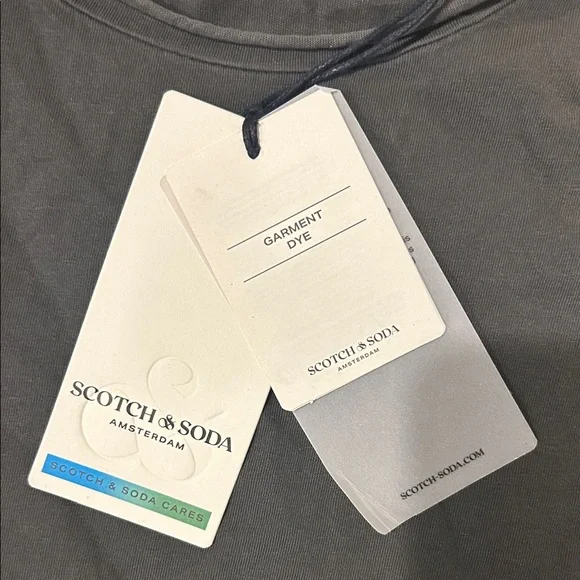 SCOTCH & SODA
AMSTERDAM
SCOTCH & SODA CARES
GARMENT
DYE
SCOTCH & SODA
AMSTERDAM
SCOTCH-SODA.COM